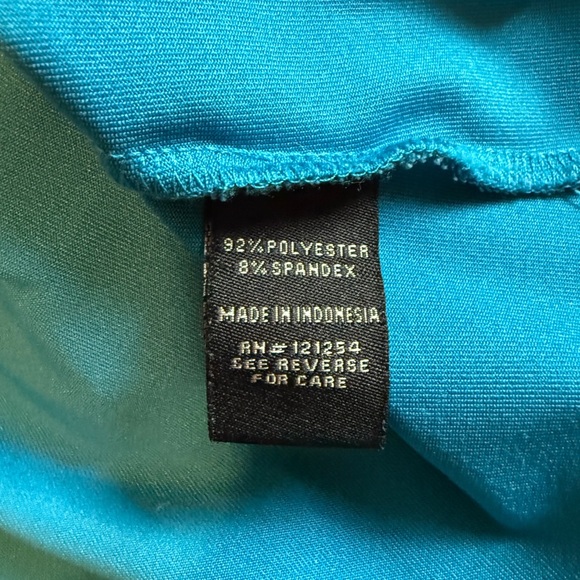 92% POLYESTER
8% SPANDEX
MADE IN INDONESIA
RN# 121254
SEE REVERSE
FOR CARE